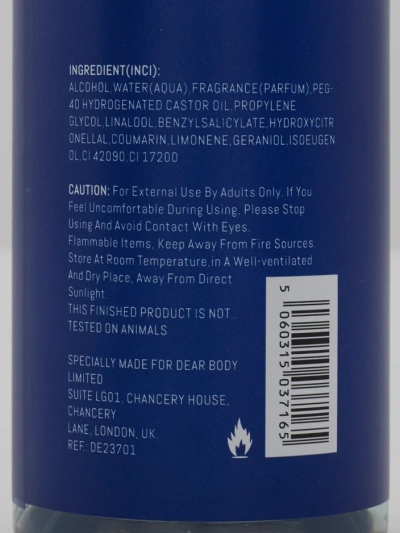 INGREDIENT(INCI):
ALCOHOL,WATER(AQUA),FRAGRANCE(PARFUM),PEG-
40 HYDROGENATED CASTOR OIL,PROPYLENE
GLYCOL,LINALOOL,BENZYLSALICYLATE,HYDROXYCITR
ONELLAL,COUMARIN,LIMONENE,GERANIOL,ISOEUGEN
OL,CI 42090,CI 17200
CAUTION: For External Use By Adults Only, If You
Feel Uncomfortable During Using, Please Stop
Using And Avoid Contact With Eyes.
Flammable Items, Keep Away From Fire Sources.
Store At Room Temperature,in A Well-ventilated
And Dry Place, Away From Direct
Sunlight.
THIS FINISHED PRODUCT IS NOT
TESTED ON ANIMALS
SPECIALLY MADE FOR DEAR BODY
LIMITED
SUITE LG01, CHANCERY HOUSE,
CHANCERY
LANE, LONDON, UK.
REF.: DE23701
5 060315 037165